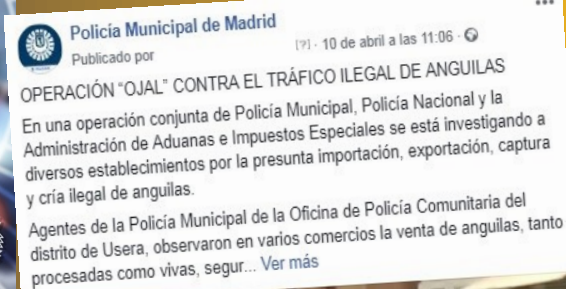 Policía Municipal de Madrid
Publicado por
[?] · 10 de abril a las 11:06 ·
OPERACIÓN “OJAL” CONTRA EL TRÁFICO ILEGAL DE ANGUILAS
En una operación conjunta de Policía Municipal, Policía Nacional y la
Administración de Aduanas e Impuestos Especiales se está investigando a
diversos establecimientos por la presunta importación, exportación, captura
y cría ilegal de anguilas.
Agentes de la Policía Municipal de la Oficina de Policía Comunitaria del
distrito de Usera, observaron en varios comercios la venta de anguilas, tanto
procesadas como vivas, segur... Ver más